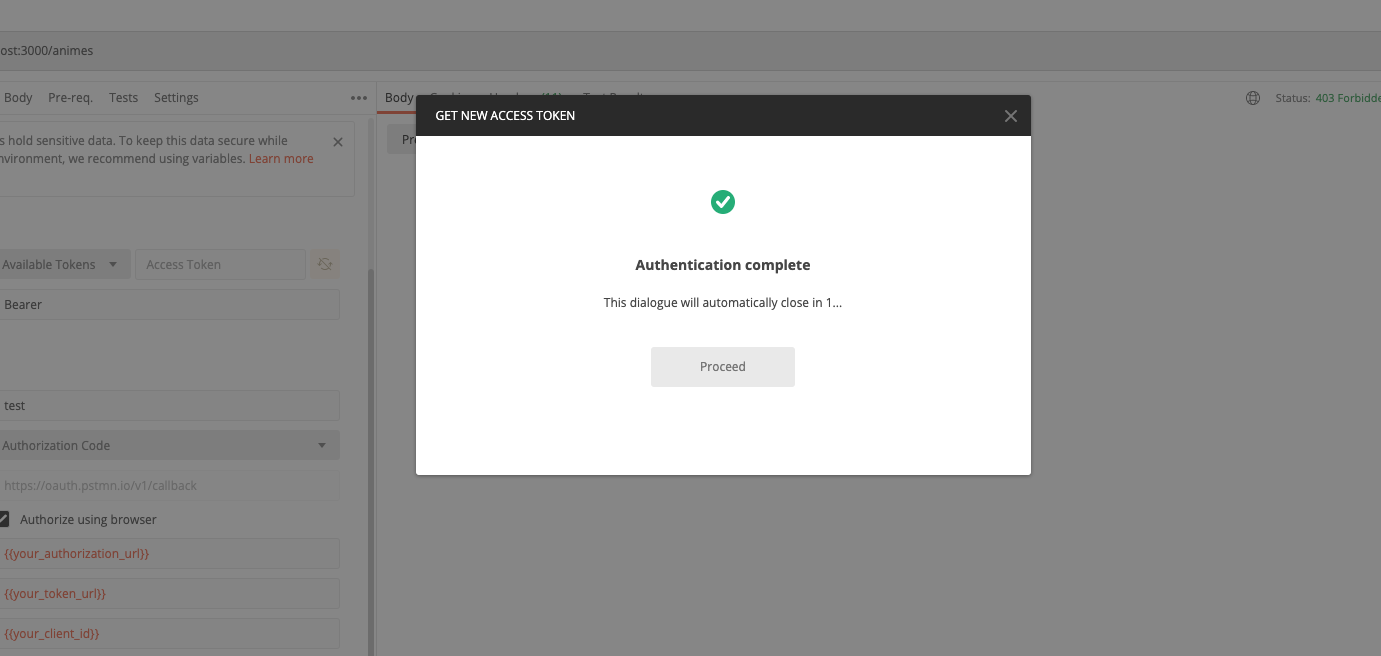 ost:3000/animes
Body Pre-req. Tests Settings
Body
Status: 403 Forbidde
GET NEW ACCESS TOKEN
s hold sensitive data. To keep this data secure while
nvironment, we recommend using variables. Learn more
Pr
Authentication complete
This dialogue will automatically close in 1...
Proceed
Available Tokens Access Token
Bearer
test
Authorization Code
https://oauth.pstmn.io/v1/callback
Authorize using browser
{{your_authorization_url}}
{{your_token_url}}
{{your_client_id}}